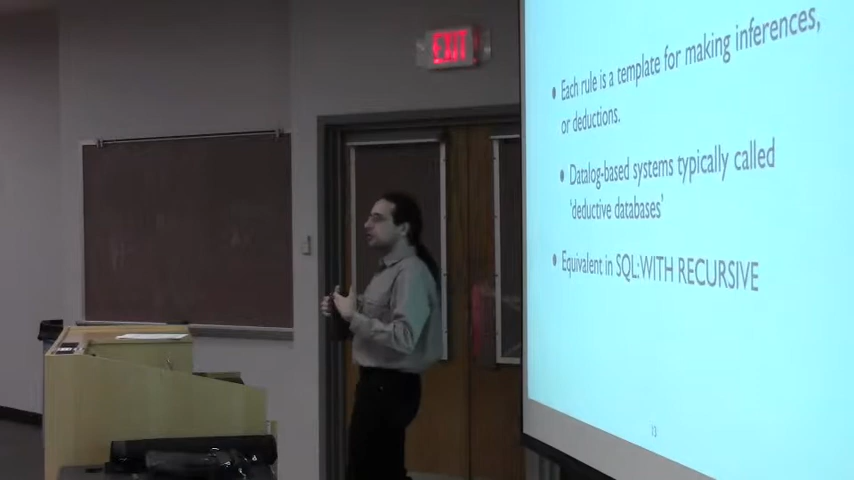 EXIT
• Each rule is a template for making inferences,
or deductions.
• Datalog-based systems typically called
'deductive databases'
• Equivalent in SQL:WITH RECURSIVE
13